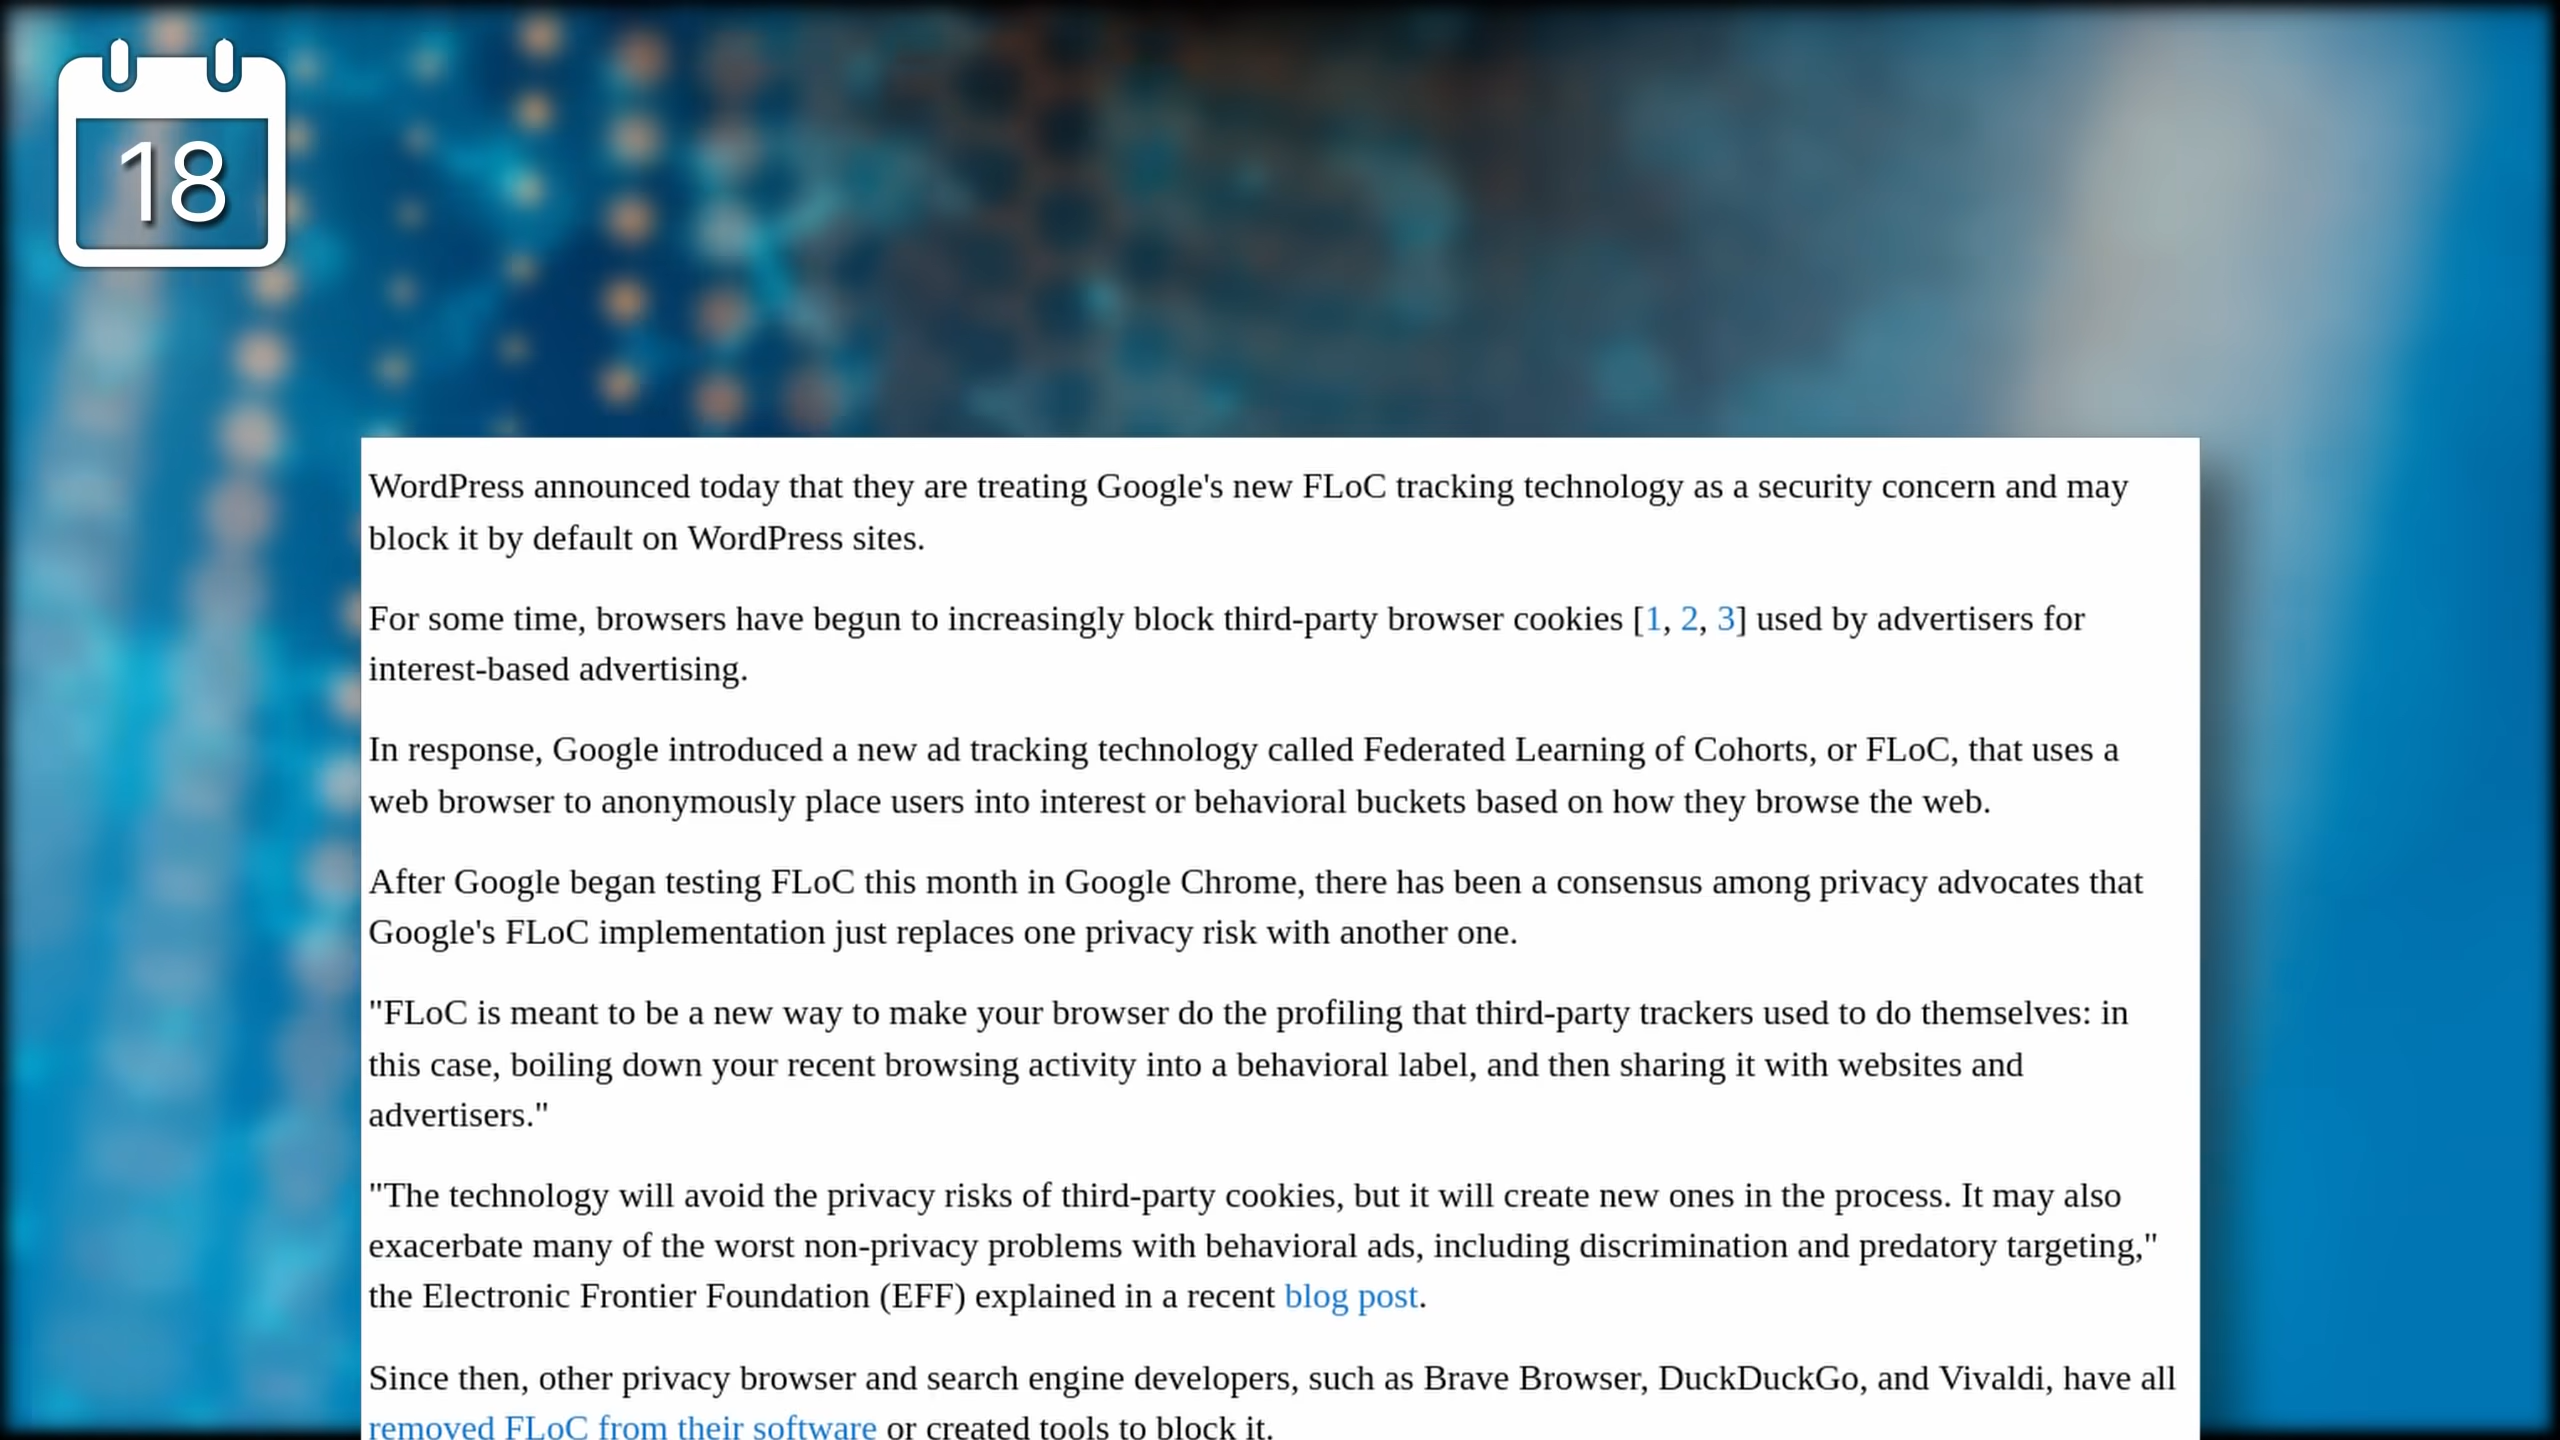 18
WordPress announced today that they are treating Google's new FLoC tracking technology as a security concern and may
block it by default on WordPress sites.
For some time, browsers have begun to increasingly block third-party browser cookies [1, 2, 3] used by advertisers for
interest-based advertising.
In response, Google introduced a new ad tracking technology called Federated Learning of Cohorts, or FLoC, that uses a
web browser to anonymously place users into interest or behavioral buckets based on how they browse the web.
After Google began testing FLoC this month in Google Chrome, there has been a consensus among privacy advocates that
Google's FLoC implementation just replaces one privacy risk with another one.
"FLoC is meant to be a new way to make your browser do the profiling that third-party trackers used to do themselves: in
this case, boiling down your recent browsing activity into a behavioral label, and then sharing it with websites and
advertisers."
"The technology will avoid the privacy risks of third-party cookies, but it will create new ones in the process. It may also
exacerbate many of the worst non-privacy problems with behavioral ads, including discrimination and predatory targeting,"
the Electronic Frontier Foundation (EFF) explained in a recent blog post.
Since then, other privacy browser and search engine developers, such as Brave Browser, DuckDuckGo, and Vivaldi, have all
removed FLoC from their software or created tools to block it.